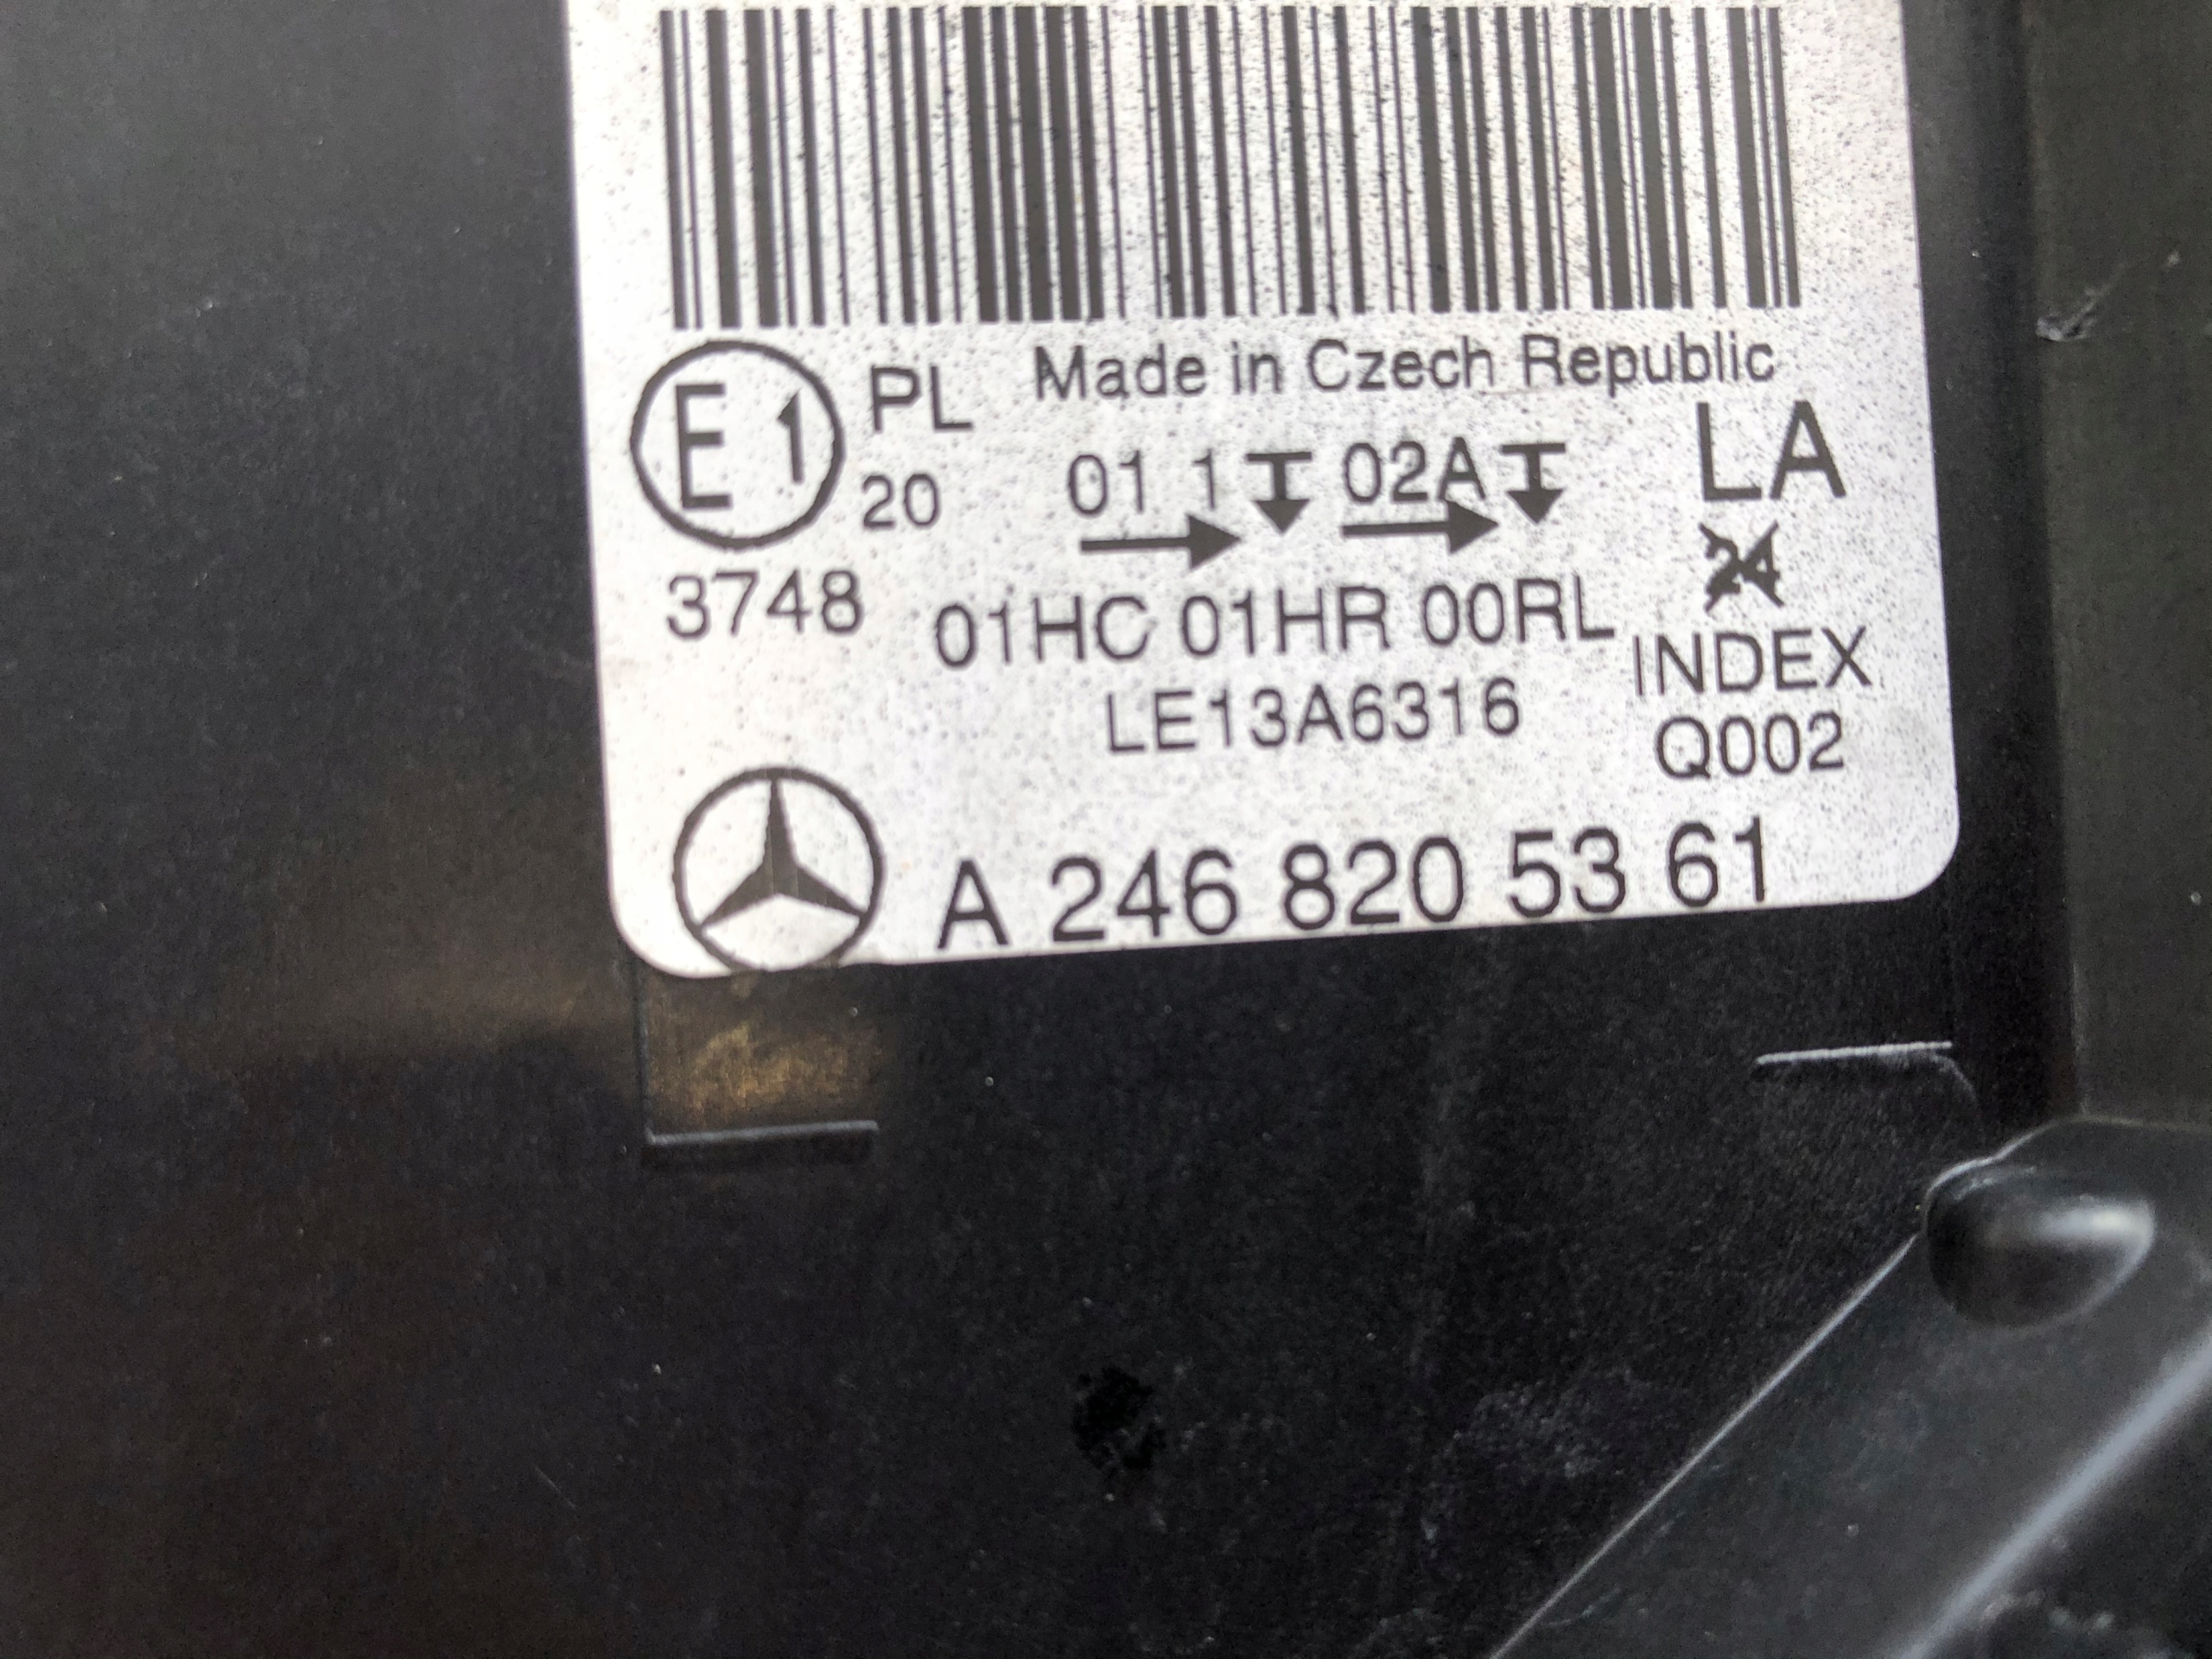 Made in Czech Republic
E1 PL 01 1 02A LA
20
24
3748 01HC 01HR 00RL INDEX
LE13A6316 Q002
A 246 820 53 61